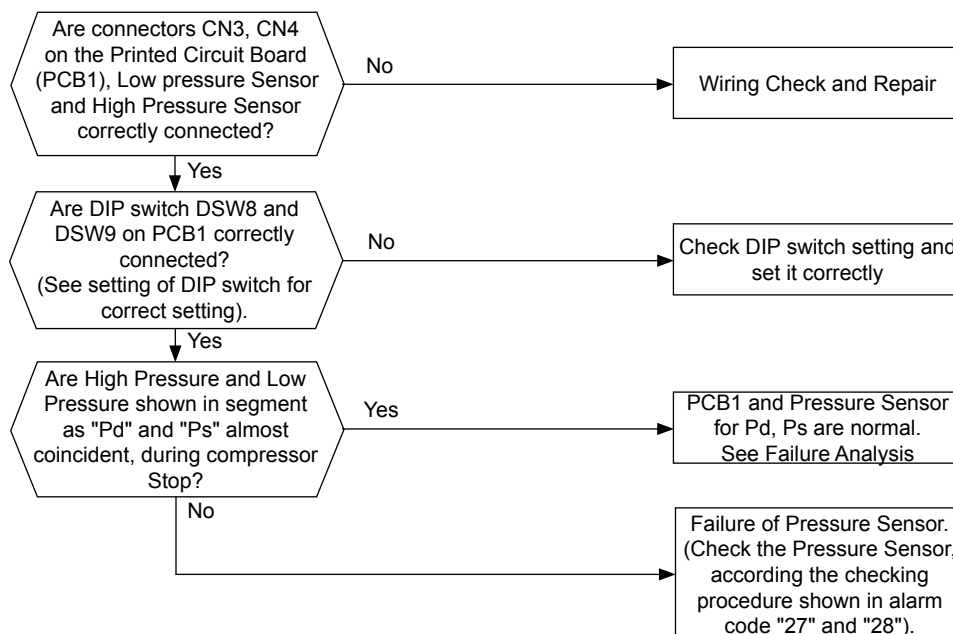 Are connectors CN3, CN4
on the Printed Circuit Board
(PCB1), Low pressure Sensor
and High Pressure Sensor
correctly connected?
No
Wiring Check and Repair
Yes
Are DIP switch DSW8 and
DSW9 on PCB1 correctly
connected?
(See setting of DIP switch for
correct setting).
No
Check DIP switch setting and
set it correctly
Yes
Are High Pressure and Low
Pressure shown in segment
as "Pd" and "Ps" almost
coincident, during compressor
Stop?
Yes
PCB1 and Pressure Sensor
for Pd, Ps are normal.
See Failure Analysis
No
Failure of Pressure Sensor.
(Check the Pressure Sensor,
according the checking
procedure shown in alarm
code "27" and "28").